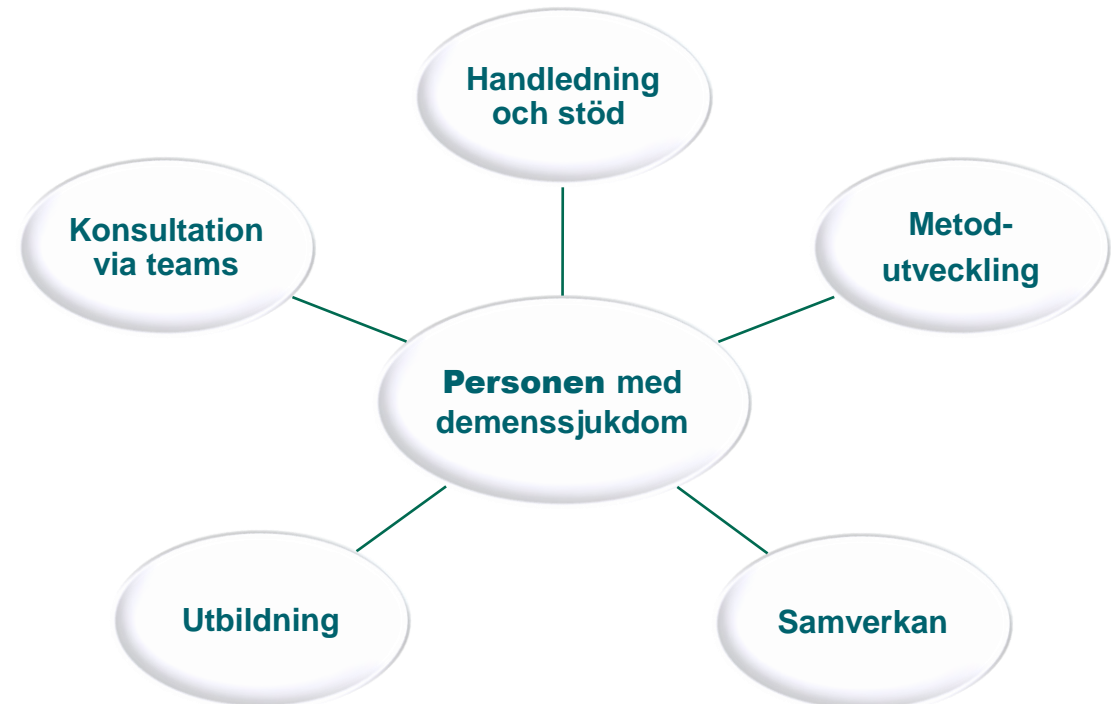 Handledning
och stöd
Konsultation
via teams
Metod-
utveckling
Personen med
demenssjukdom
Utbildning
Samverkan